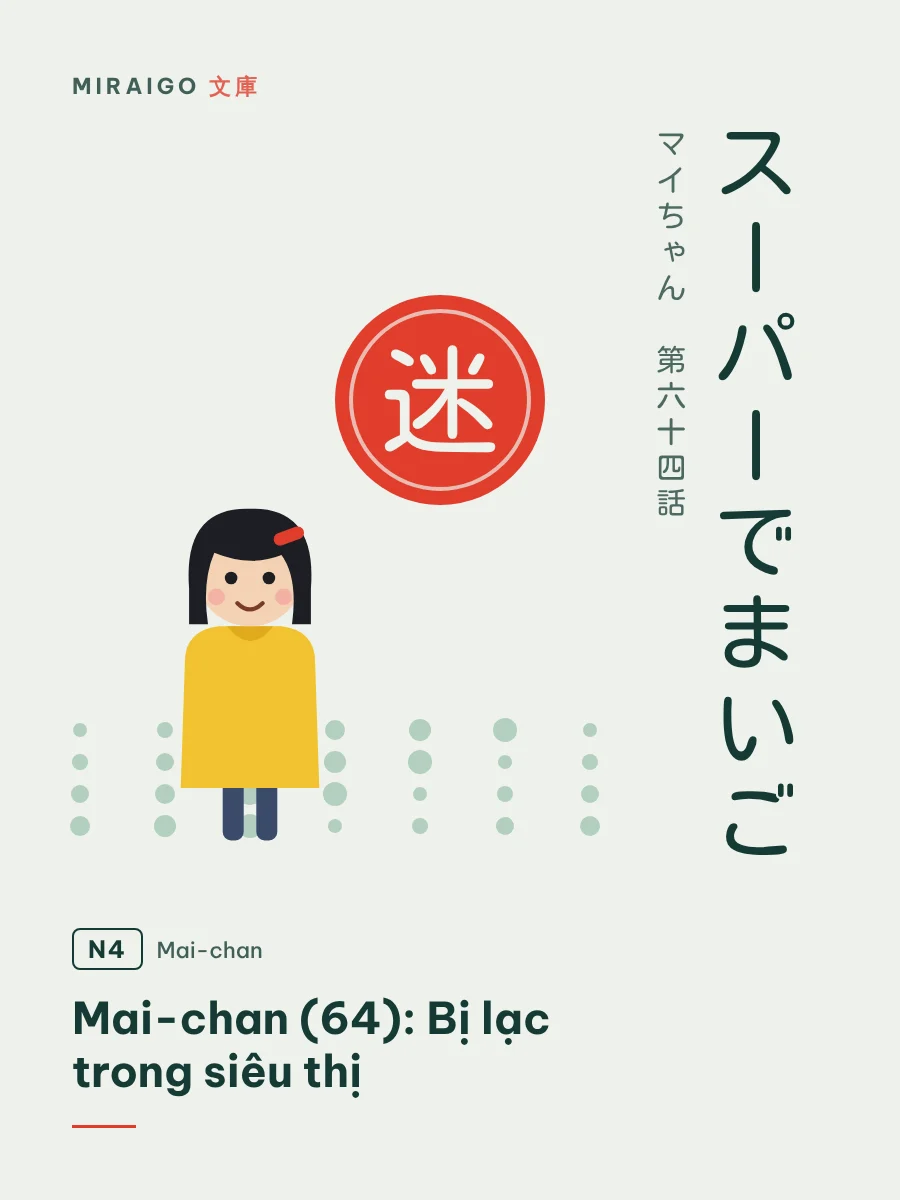 MIRAIGO 文庫
スーパーでまいご
マイちゃん 第六十四話
迷
N4 Mai-chan
Mai-chan (64): Bị lạc
trong siêu thị